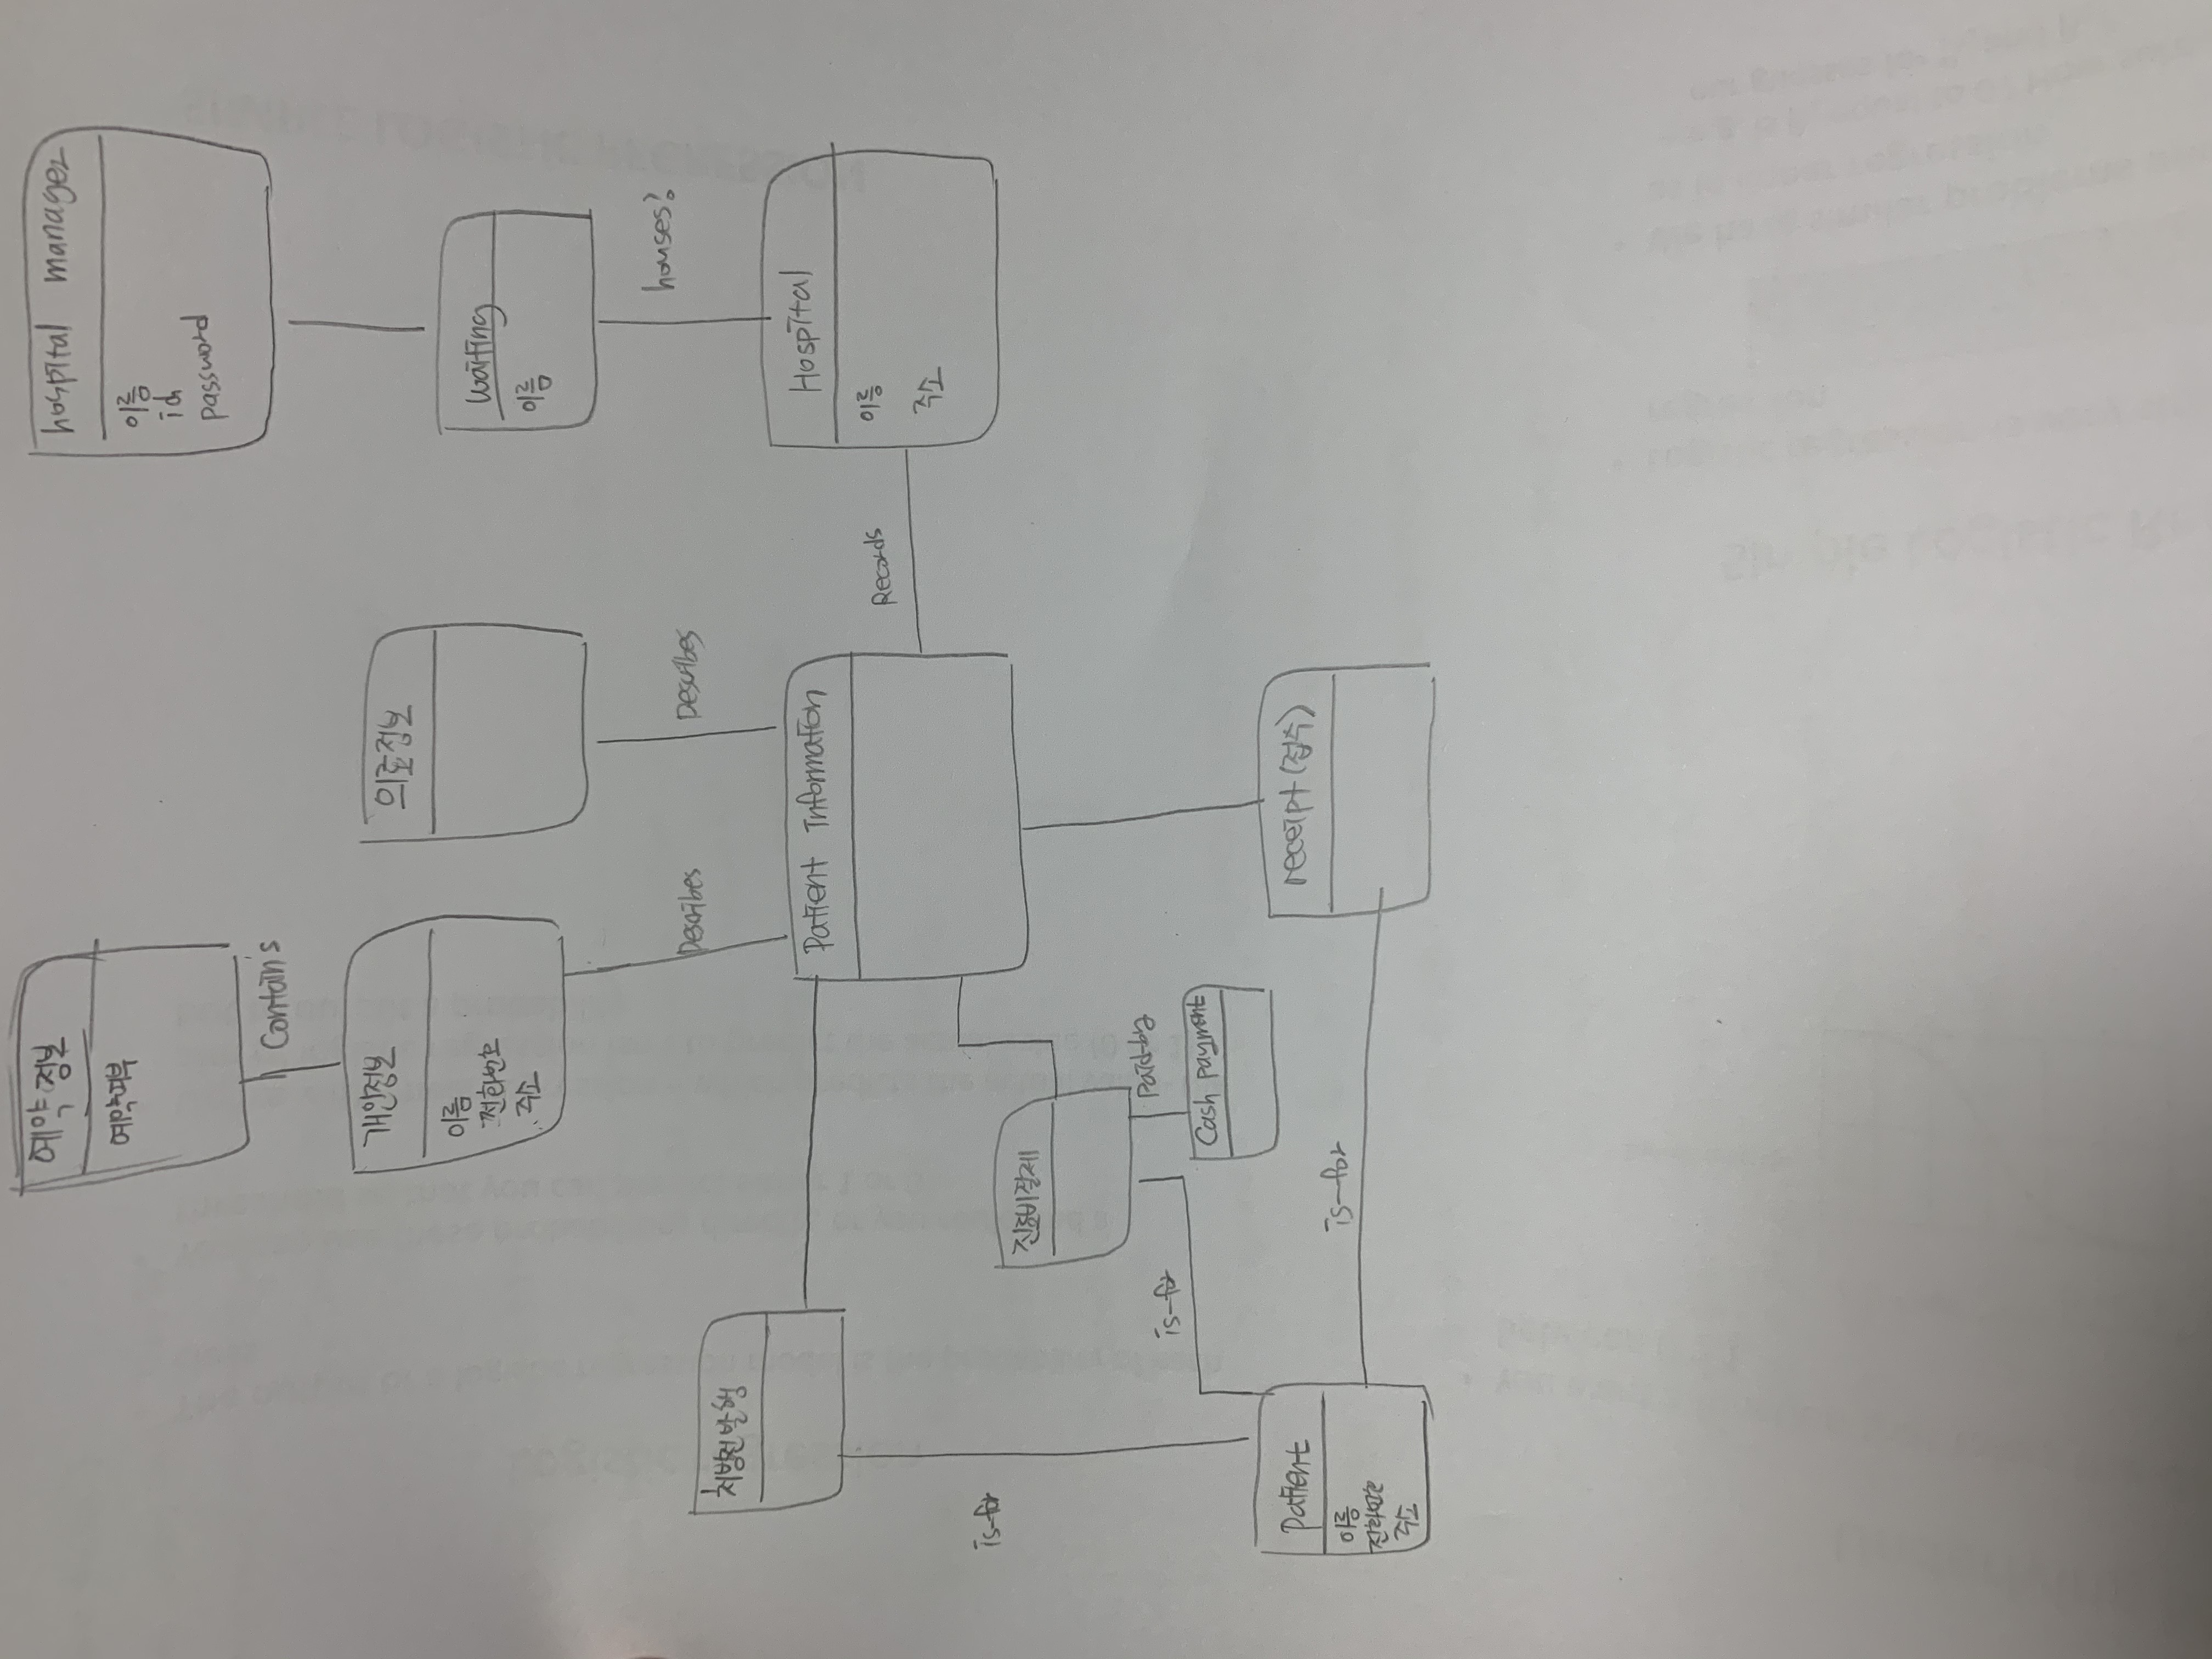 예약 정보
예약여부
hospital manager
이름
id
password
Contain's
개인정보
이름
전화번호
주소
의료정보
waiting
이름
Describes
Describes
houses?
처방전발행
Patient Information
Hospital
이름
주소
Records
is-for
진료비결제
is-for
Paid-by
Cash payment
Patient
이름
전화번호
주소
is-for
receipt (접수)